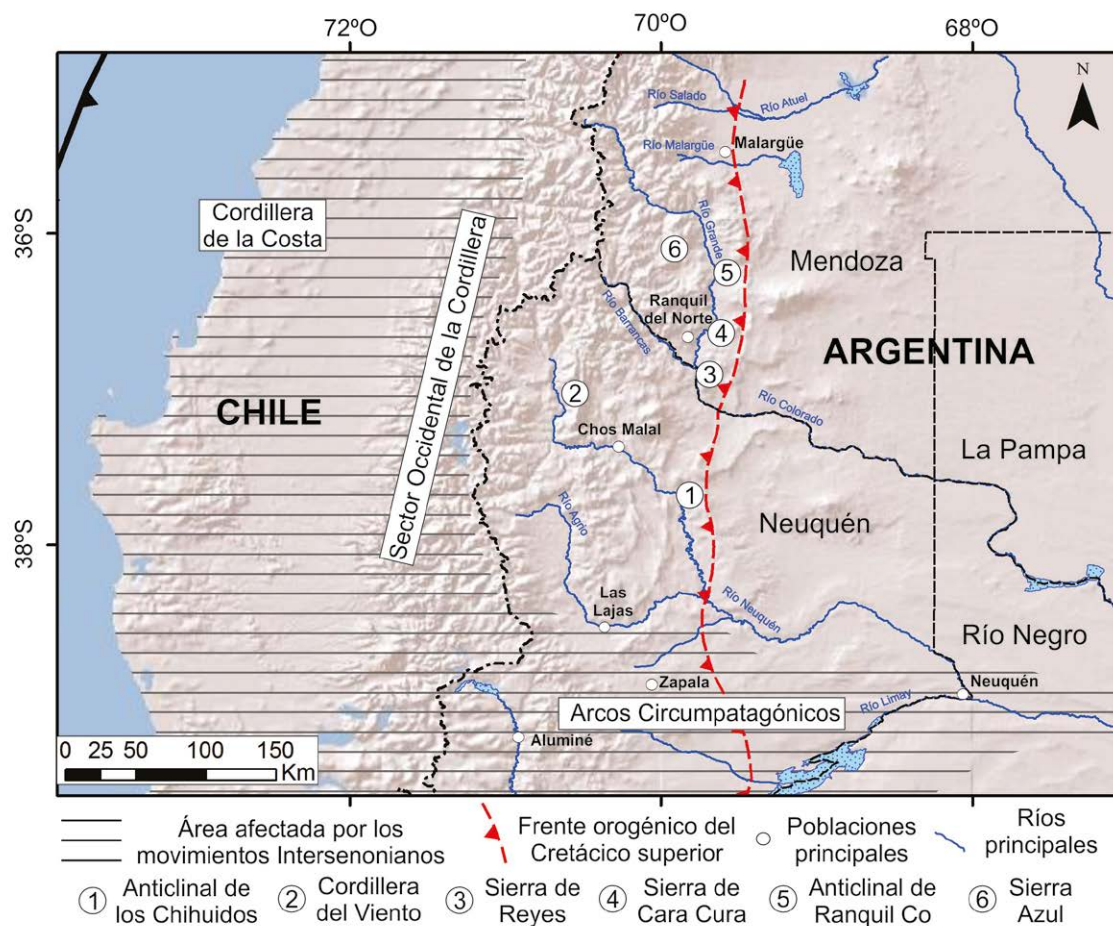 72ºO
70ºO
68ºO
N
Río Salado
Río Atuel
Río Malargüe
Malargüe
Cordillera
de la Costa
36ºS
Río Grande
6
5
Mendoza
Ranquil
del Norte
Río Barrancas
4
ARGENTINA
3
Sector Occidental de la Cordillera
CHILE
2
Río Colorado
Chos Malal
La Pampa
1
Neuquén
Río Agrio
38ºS
Las
Lajas
Río Neuquén
Río Negro
Zapala
Neuquén
Arcos Circumpatagónicos
Río Limay
Aluminé
0 25 50 100 150
Km
Área afectada por los
movimientos Intersenonianos
Frente orogénico del
Cretácico superior
Poblaciones
principales
Ríos
principales
1 Anticlinal de
los Chihuidos
2 Cordillera
del Viento
3 Sierra de
Reyes
4 Sierra de
Cara Cura
5 Anticlinal de
Ranquil Co
6 Sierra
Azul